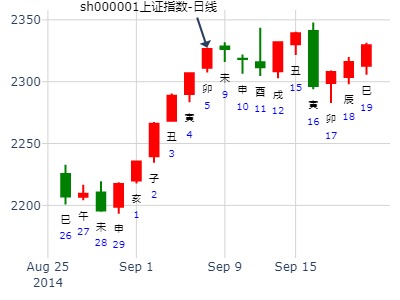 sh000001上证指数-日线
2350
2300
2250
2200
巳 26
午 27
未 28
申 29
亥 1
子 2
丑 3
寅 4
卯 5
未 9
申 10
酉 11
戌 12
丑 15
寅 16
卯 17
辰 18
巳 19
Aug 25
2014
Sep 1
Sep 9
Sep 15